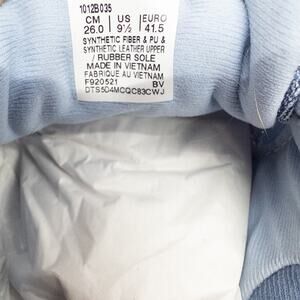 1012B035
CM US EURO
26.0 9½ 41.5
SYNTHETIC FIBER & PU &
SYNTHETIC LEATHER UPPER
/ RUBBER SOLE
MADE IN VIETNAM
FABRIQUE AU VIETNAM
F920521 BV
DTS5D4MCQC83CWJ